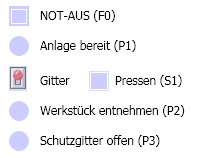 NOT-AUS (F0)
Anlage bereit (P1)
Gitter Pressen (S1)
Werkstück entnehmen (P2)
Schutzgitter offen (P3)